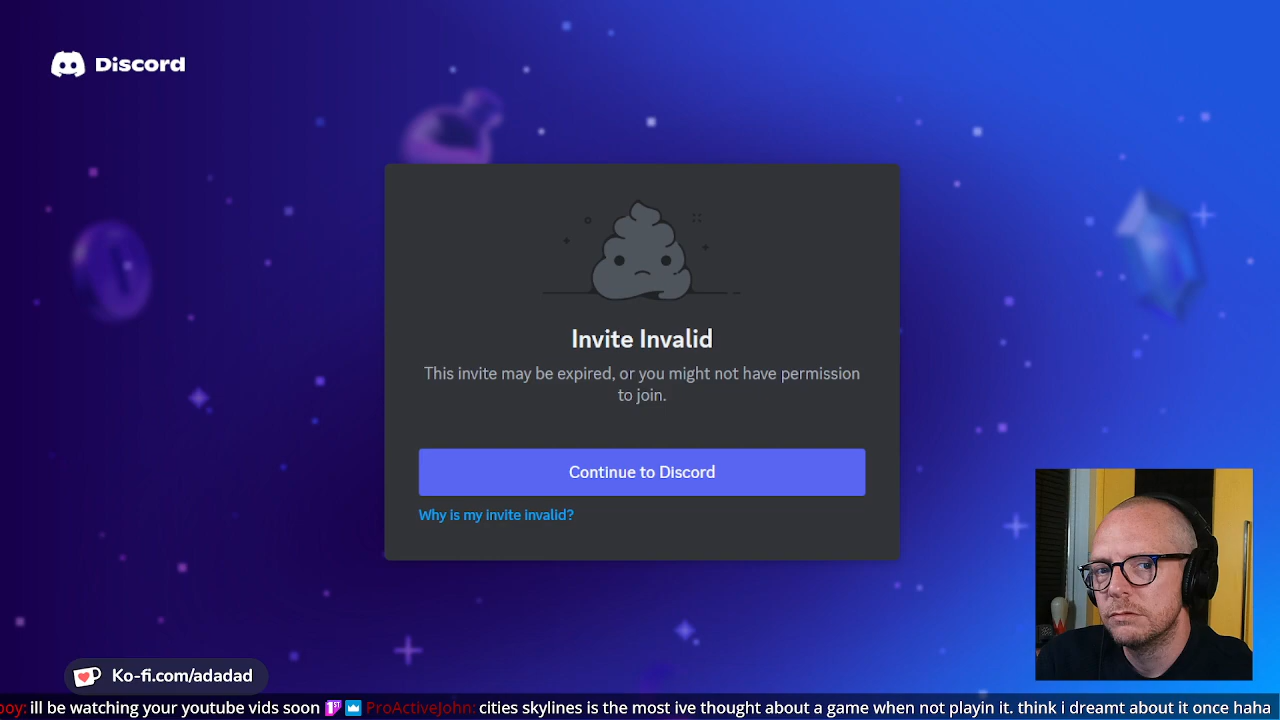 Discord
Invite Invalid
This invite may be expired, or you might not have permission
to join.
Continue to Discord
Why is my invite invalid?
Ko-fi.com/adadad
boy: ill be watching your youtube vids soon 1ST ProActiveJohn: cities skylines is the most ive thought about a game when not playin it. think i dreamt about it once haha